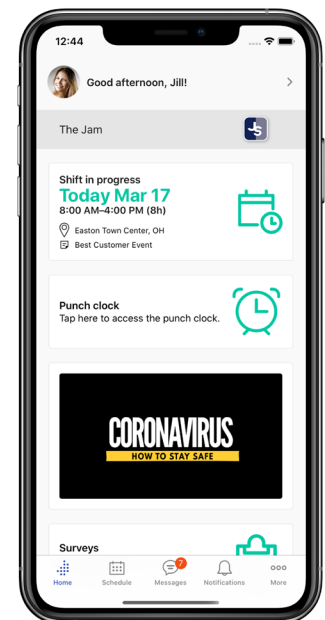 12:44
Good afternoon, Jill!
The Jam
JS
Shift in progress
Today Mar 17
8:00 AM–4:00 PM (8h)
Easton Town Center, OH
Best Customer Event
Punch clock
Tap here to access the punch clock.
CORONAVIRUS
HOW TO STAY SAFE
Surveys
7
Home Schedule Messages Notifications More